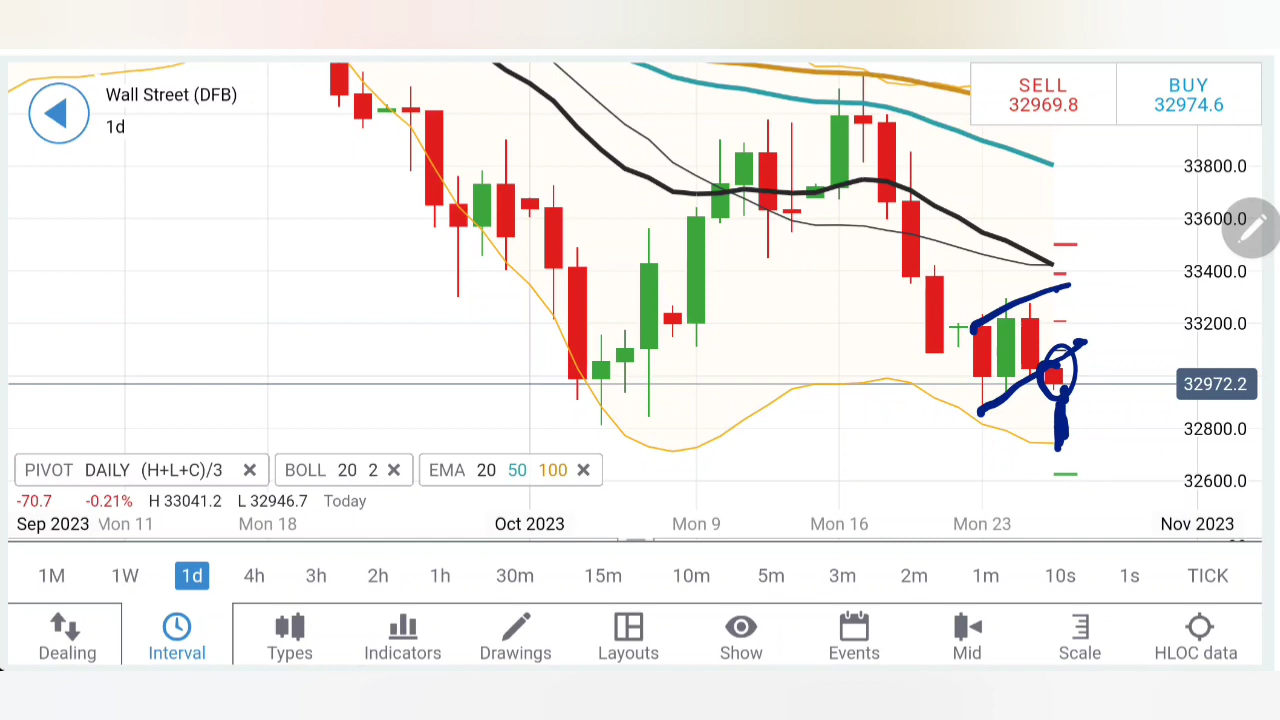 Wall Street (DFB)
1d
SELL BUY
32969.8 32974.6
33800.0
33600.0
33400.0
33200.0
32972.2
32800.0
32600.0
PIVOT DAILY (H+L+C)/3 BOLL 20 2 EMA 20 50 100
-70.7 -0.21% H 33041.2 L 32946.7 Today
Sep 2023 Mon 11 Mon 18 Oct 2023 Mon 9 Mon 16 Mon 23 Nov 2023
1M 1W 1d 4h 3h 2h 1h 30m 15m 10m 5m 3m 2m 1m 10s 1s TICK
Dealing Interval Types Indicators Drawings Layouts Show Events Mid Scale HLOC data